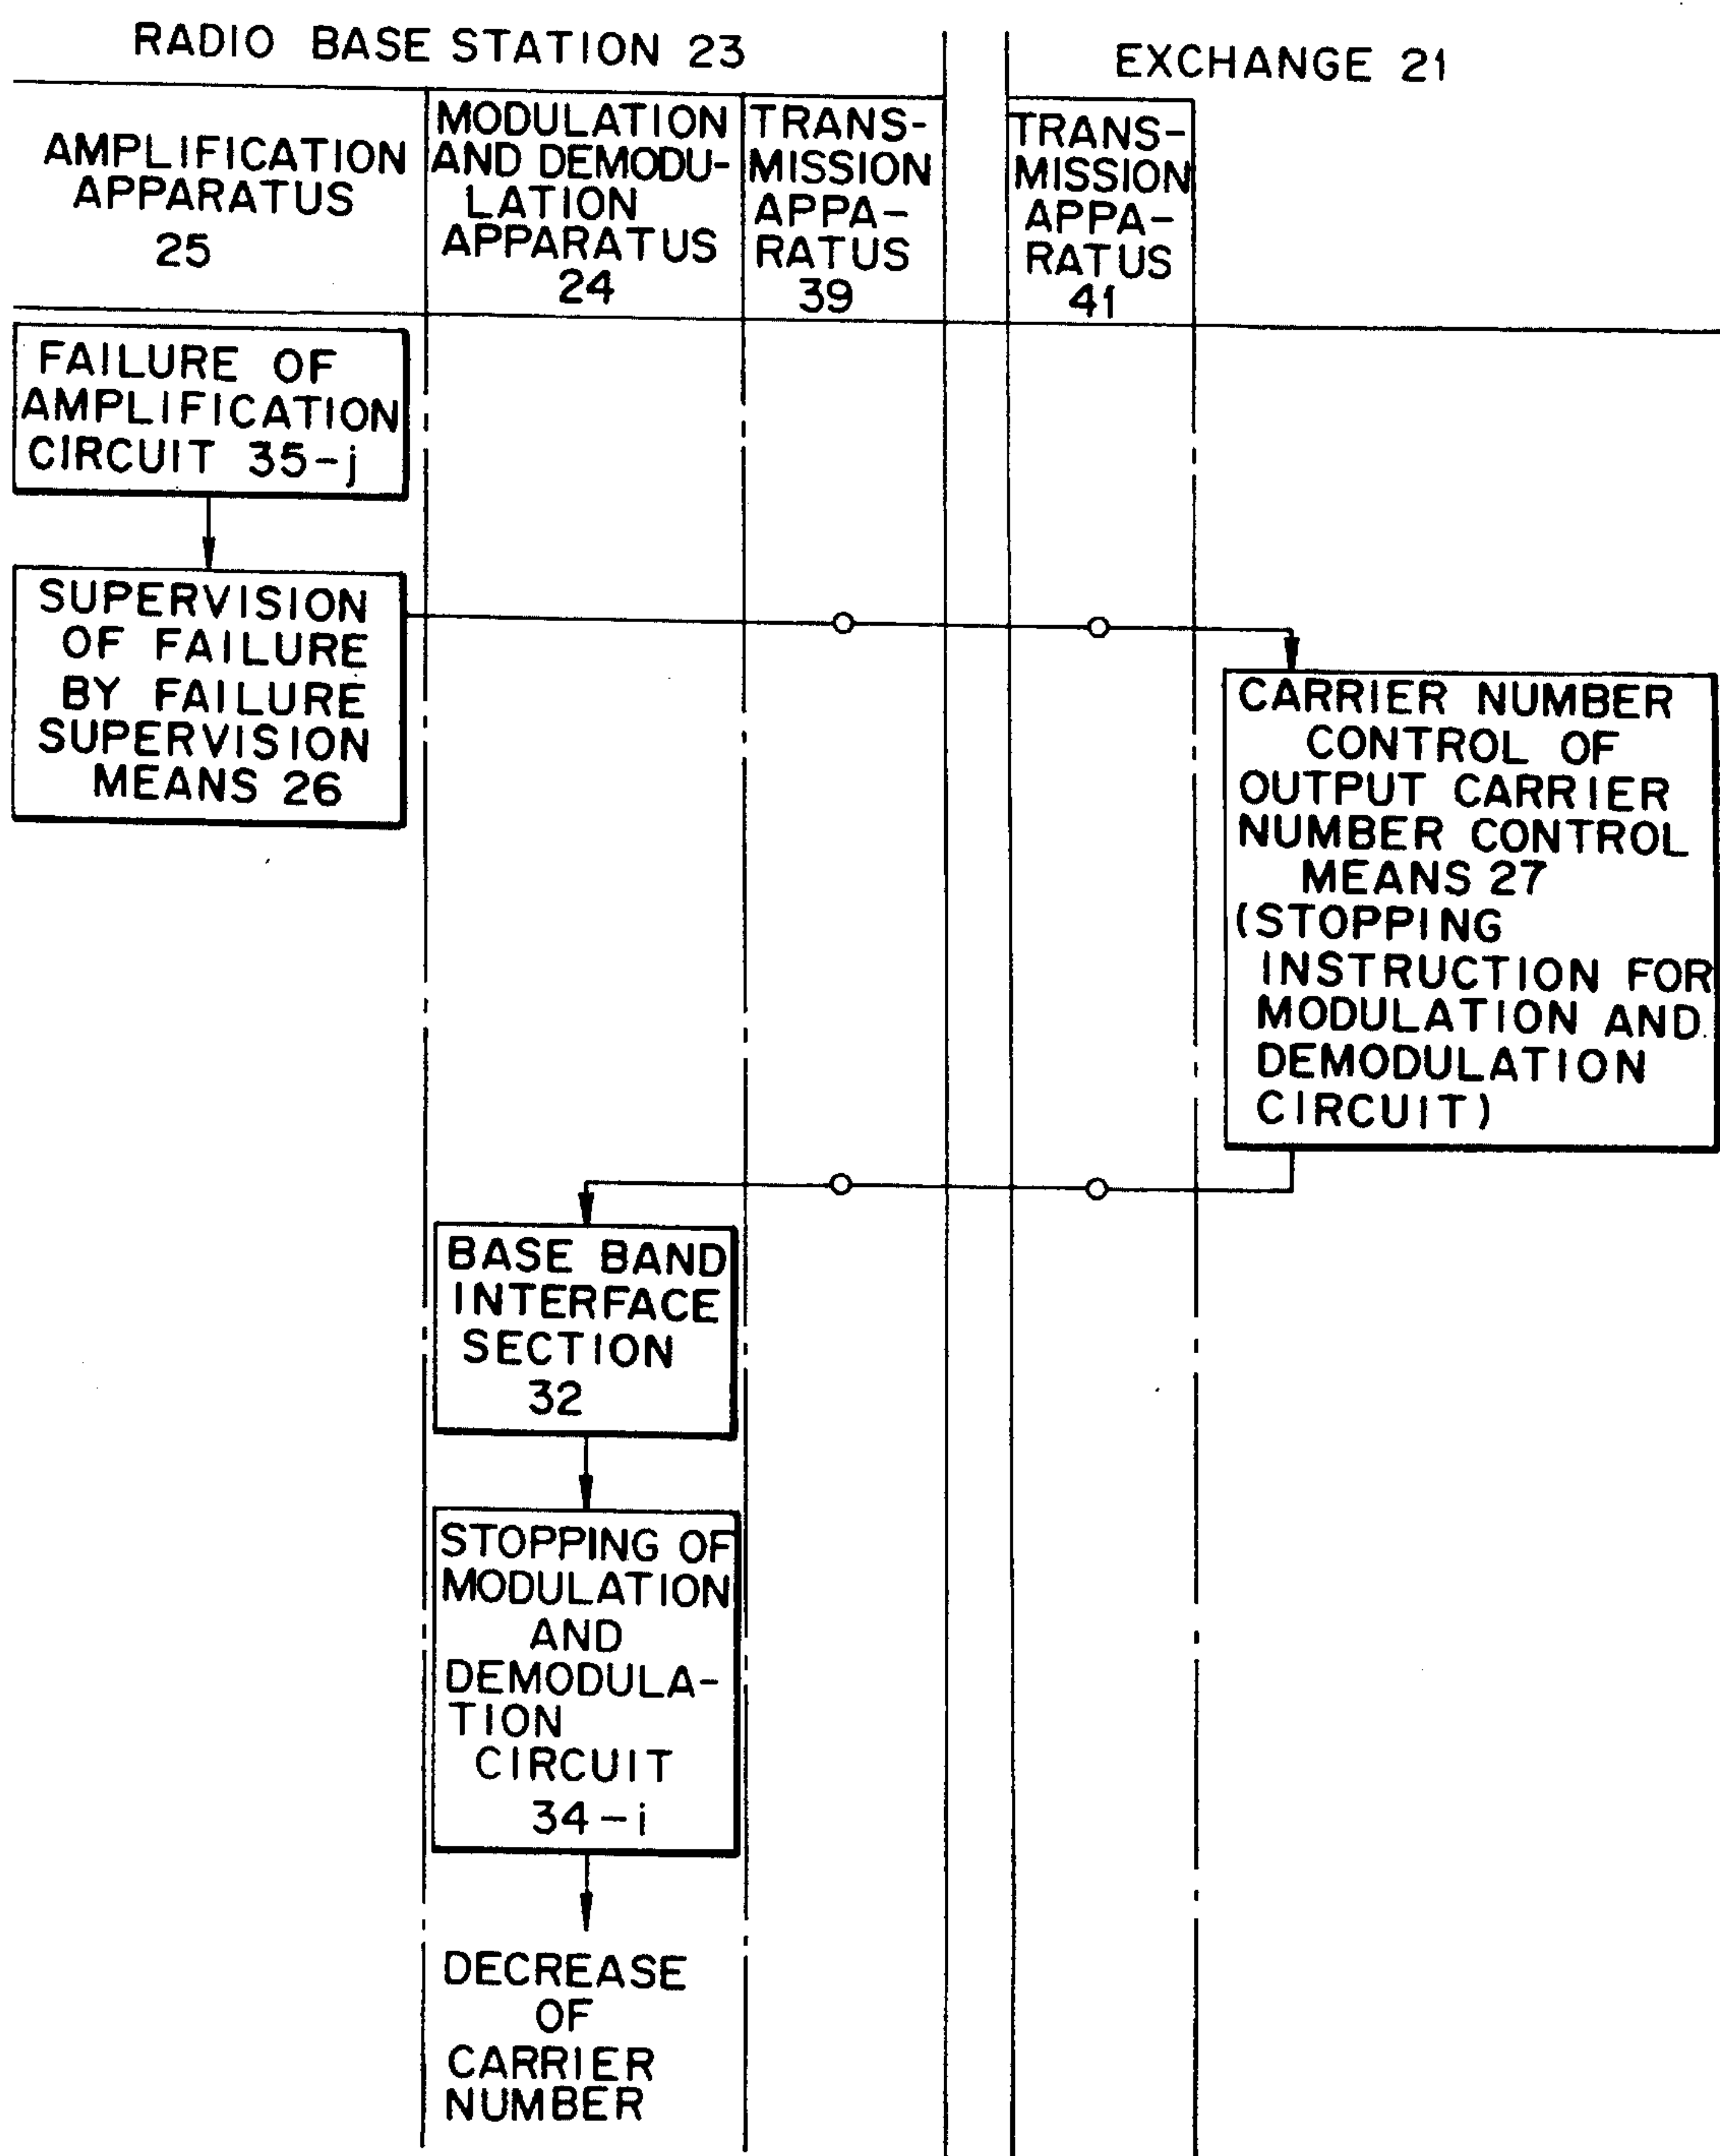 RADIO BASE STATION 23
EXCHANGE 21
AMPLIFICATION
APPARATUS
25
MODULATION
AND DEMODU-
LATION
APPARATUS
24
TRANS-
MISSION
APPA-
RATUS
39
TRANS-
MISSION
APPA-
RATUS
41
FAILURE OF
AMPLIFICATION
CIRCUIT 35-j
SUPERVISION
OF FAILURE
BY FAILURE
SUPERVISION
MEANS 26
CARRIER NUMBER
CONTROL OF
OUTPUT CARRIER
NUMBER CONTROL
MEANS 27
(STOPPING
INSTRUCTION FOR
MODULATION AND
DEMODULATION
CIRCUIT)
BASE BAND
INTERFACE
SECTION
32
STOPPING OF
MODULATION
AND
DEMODULA-
TION
CIRCUIT
34-i
DECREASE
OF
CARRIER
NUMBER